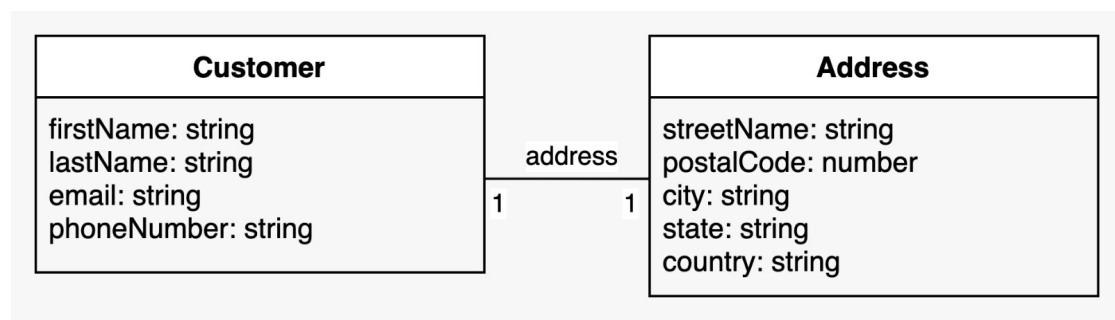 Customer
firstName: string
lastName: string
email: string
phoneNumber: string
address
1
1
Address
streetName: string
postalCode: number
city: string
state: string
country: string